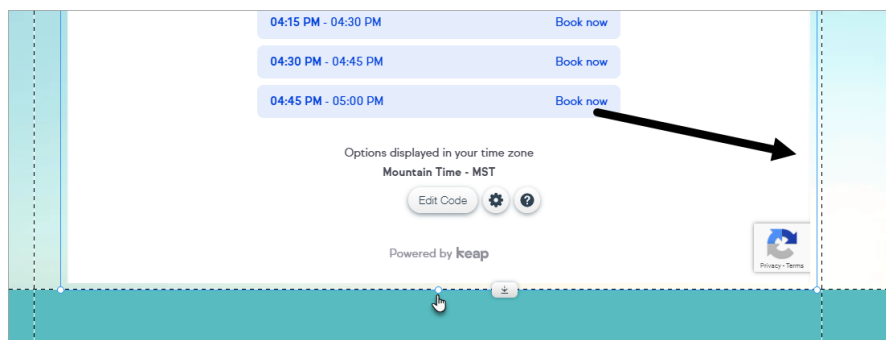 04:15 PM - 04:30 PM Book now
04:30 PM - 04:45 PM Book now
04:45 PM - 05:00 PM Book now
Options displayed in your time zone
Mountain Time - MST
Edit Code
Powered by keap
Privacy - Terms